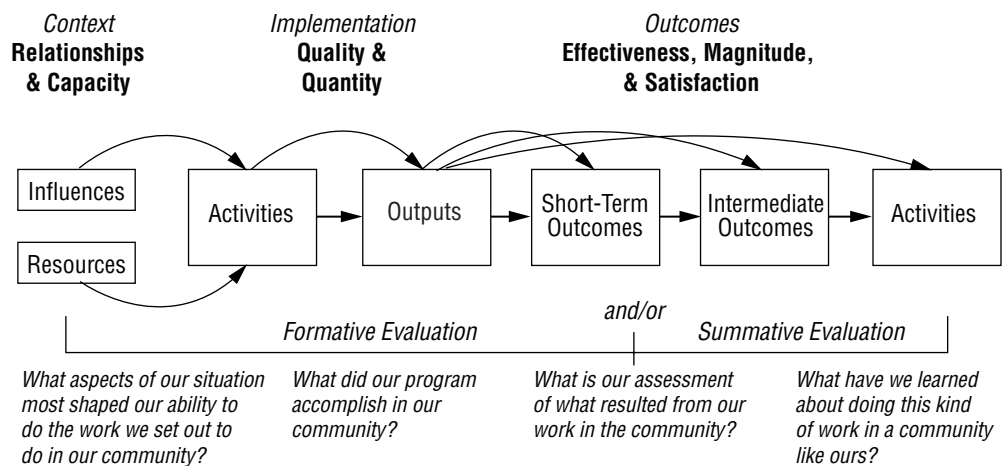 Context
Relationships
& Capacity
Implementation
Quality &
Quantity
Outcomes
Effectiveness, Magnitude,
& Satisfaction
Influences
Resources
Activities
Outputs
Short-Term
Outcomes
Intermediate
Outcomes
Activities
Formative Evaluation
and/or
Summative Evaluation
What aspects of our situation
most shaped our ability to
do the work we set out to
do in our community?
What did our program
accomplish in our
community?
What is our assessment
of what resulted from our
work in the community?
What have we learned
about doing this kind
of work in a community
like ours?